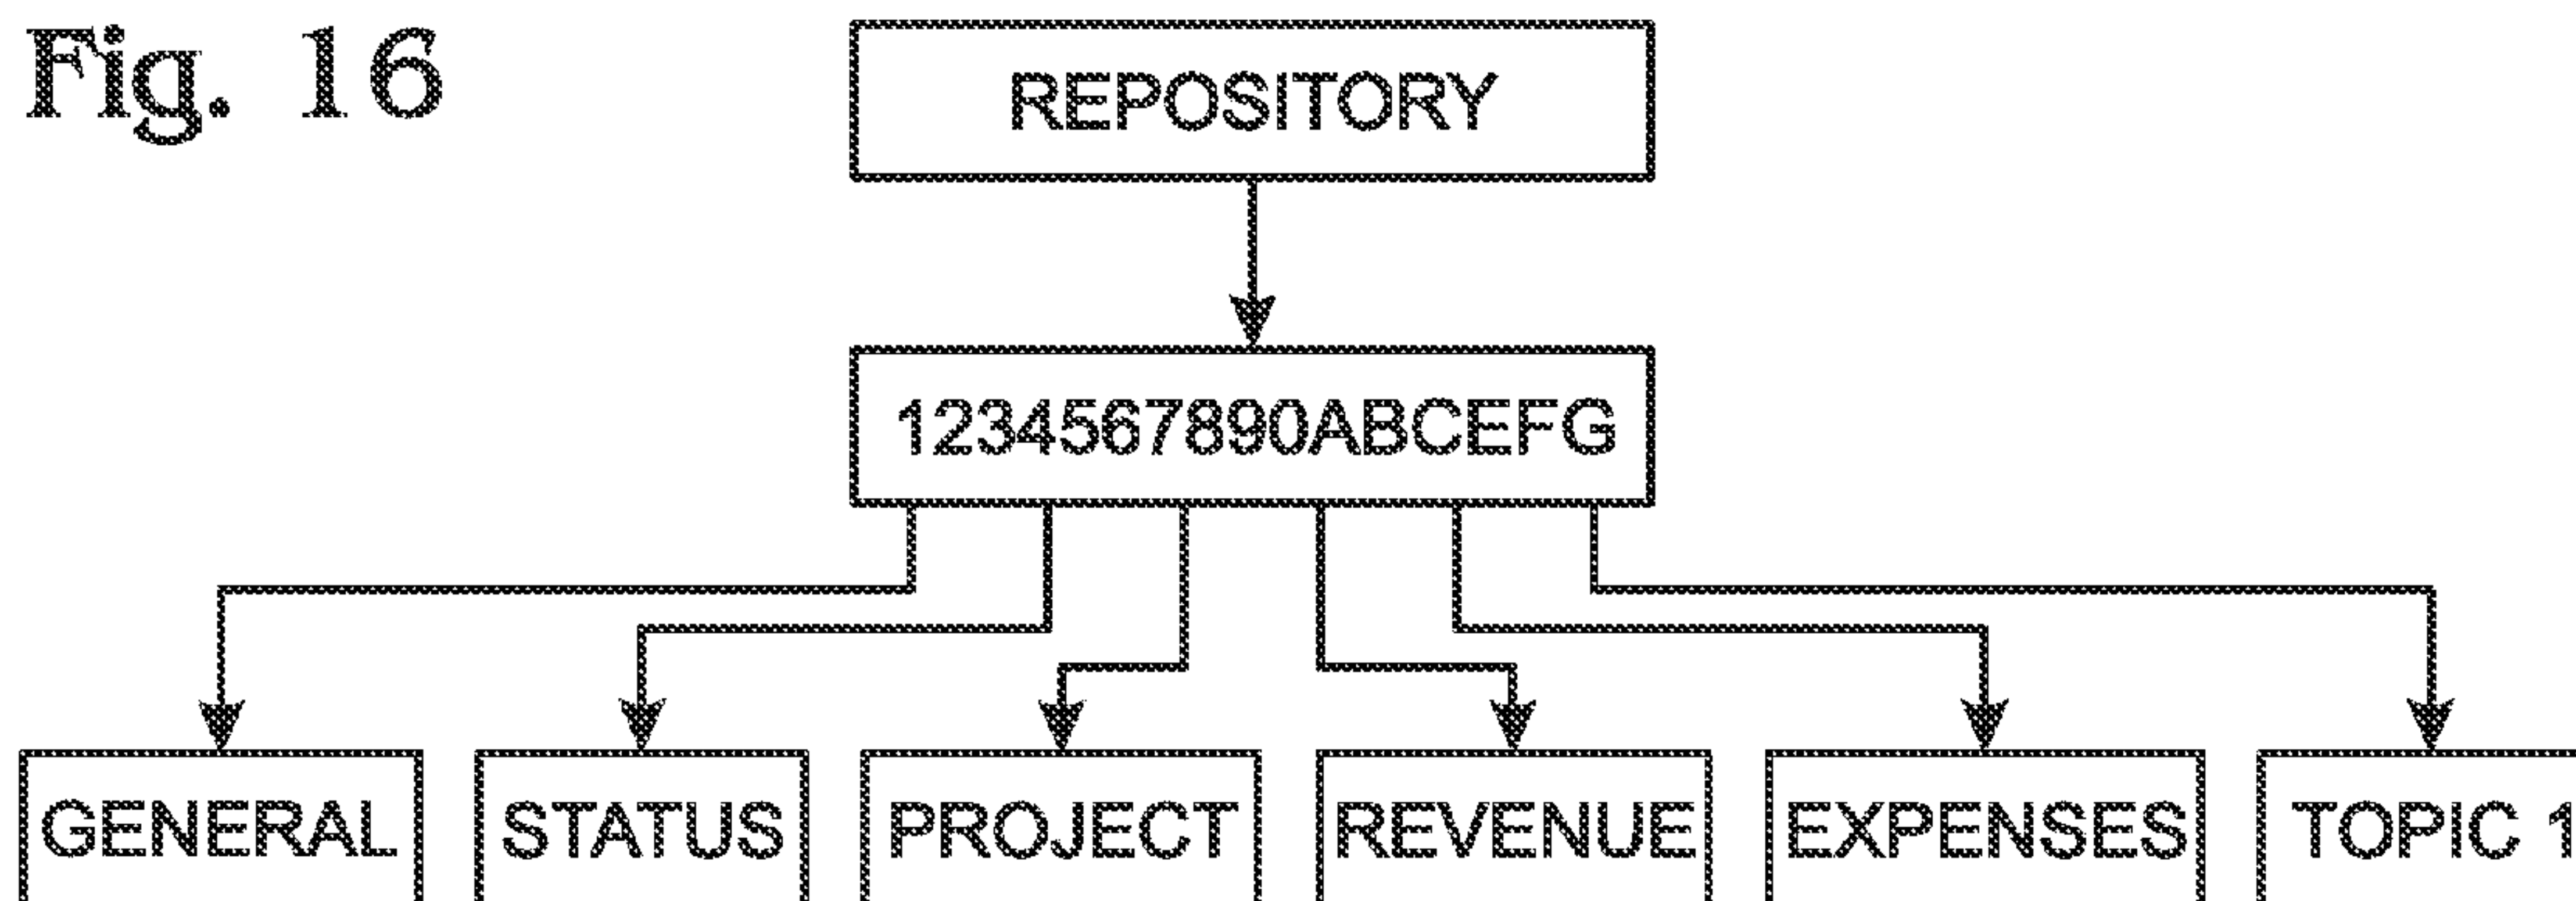 Fig. 16
REPOSITORY
1234567890ABCEFG
GENERAL
STATUS
PROJECT
REVENUE
EXPENSES
TOPIC 1